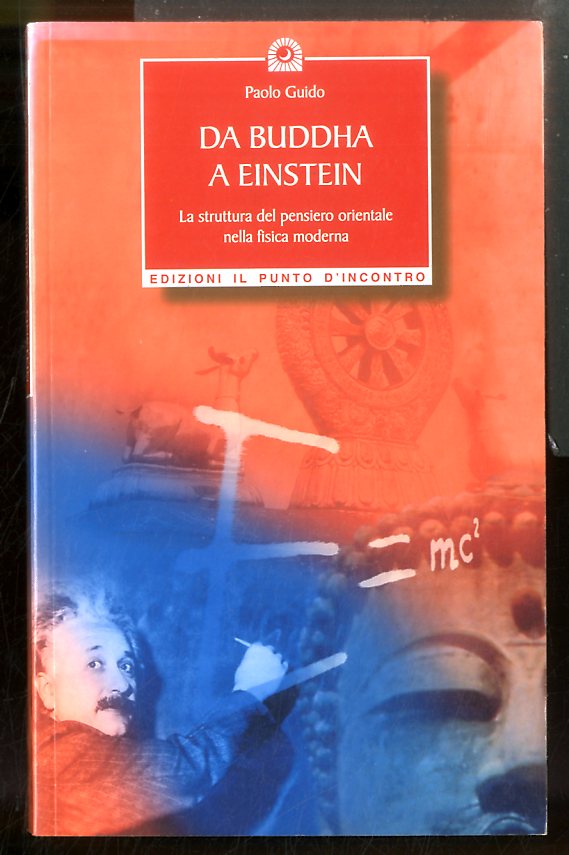 Paolo Guido
DA BUDDHA
A EINSTEIN
La struttura del pensiero orientale
nella fisica moderna
EDIZIONI IL PUNTO D'INCONTRO
E = mc²